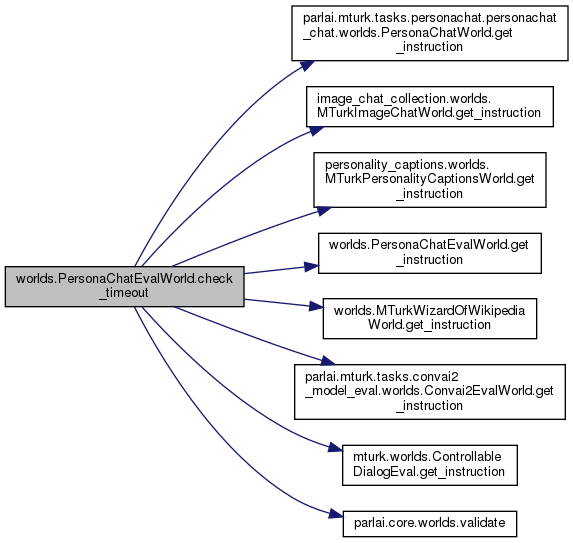 parlai.mturk.tasks.personachat.personachat
_chat.worlds.PersonaChatWorld.get
_instruction
image_chat_collection.worlds.
MTurkImageChatWorld.get_instruction
personality_captions.worlds.
MTurkPersonalityCaptionsWorld.get
_instruction
worlds.PersonaChatEvalWorld.get
_instruction
worlds.PersonaChatEvalWorld.check
_timeout
worlds.MTurkWizardOfWikipedia
World.get_instruction
parlai.mturk.tasks.convai2
_model_eval.worlds.Convai2EvalWorld.get
_instruction
mturk.worlds.Controllable
DialogEval.get_instruction
parlai.core.worlds.validate